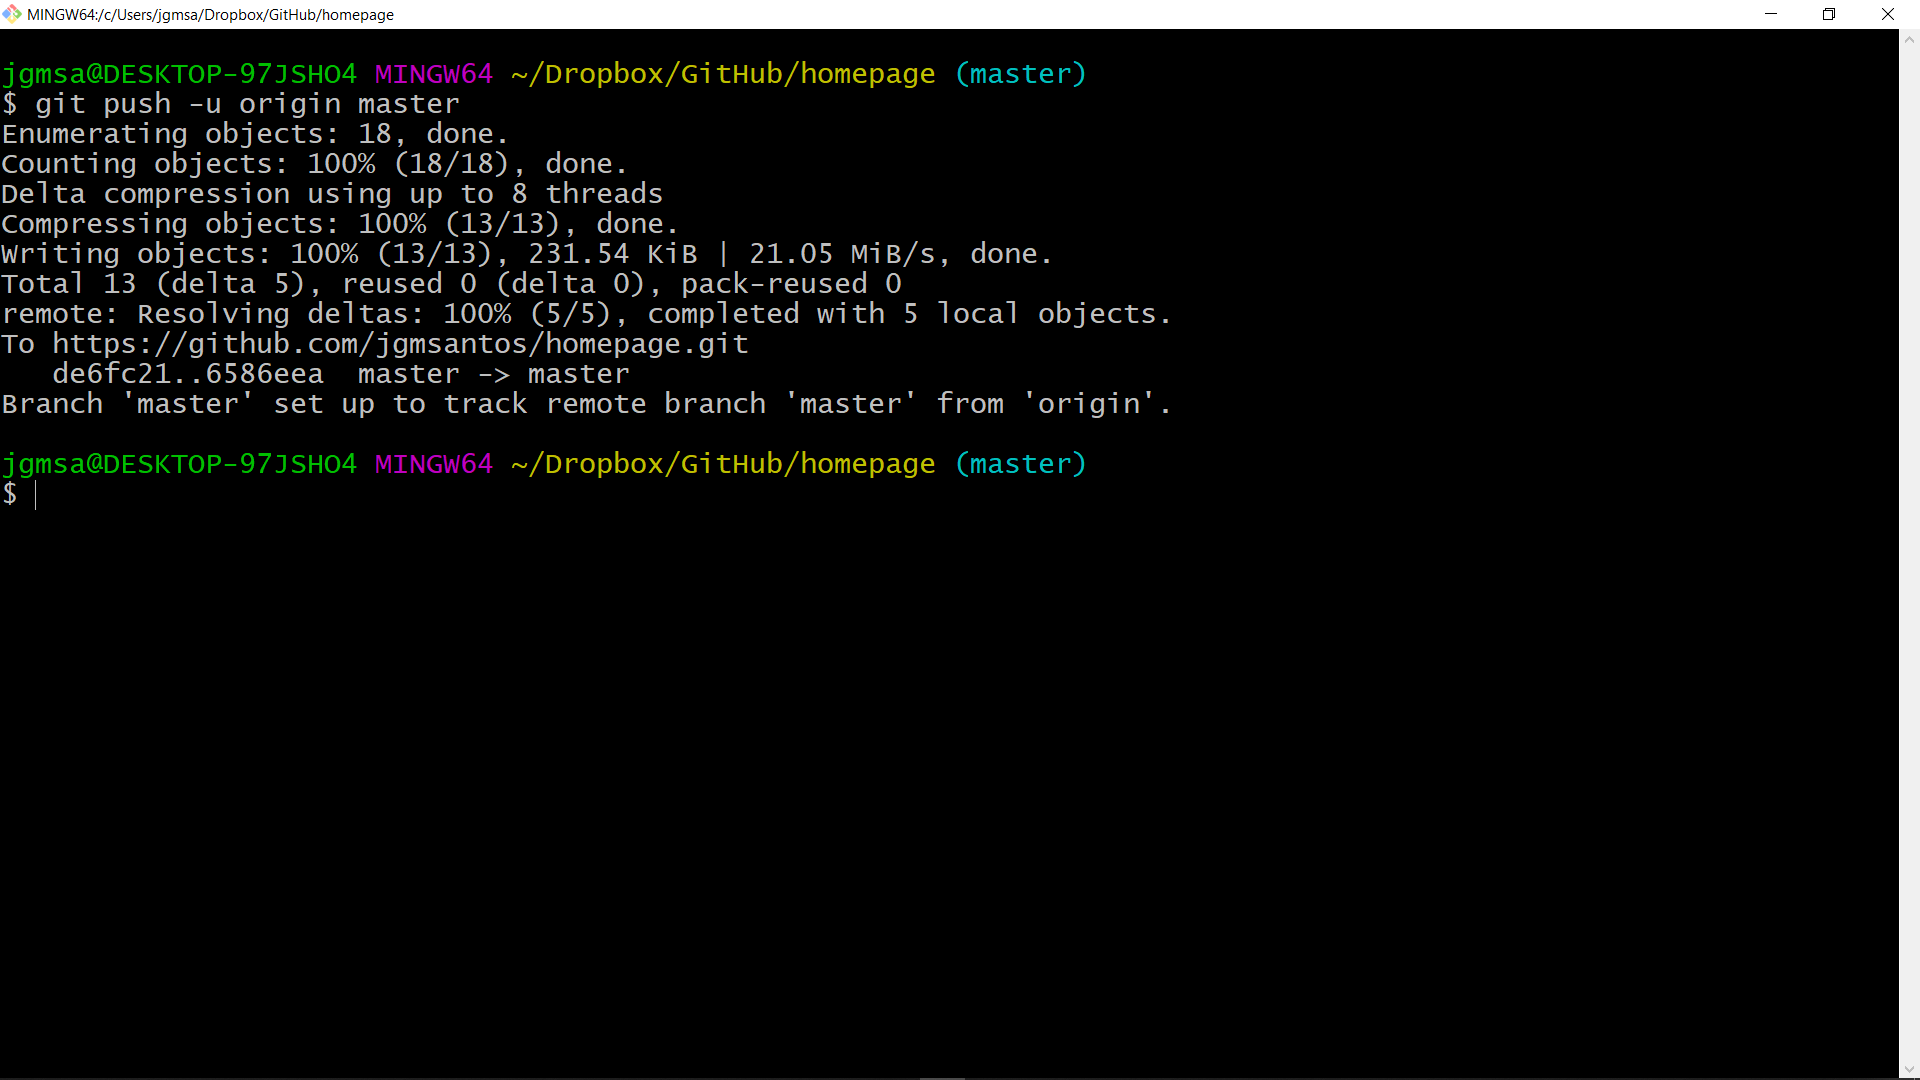 MINGW64:/c/Users/jgmsa/Dropbox/GitHub/homepage
jgmsa@DESKTOP-97JSHO4 MINGW64 ~/Dropbox/GitHub/homepage (master)
$ git push -u origin master
Enumerating objects: 18, done.
Counting objects: 100% (18/18), done.
Delta compression using up to 8 threads
Compressing objects: 100% (13/13), done.
Writing objects: 100% (13/13), 231.54 KiB | 21.05 MiB/s, done.
Total 13 (delta 5), reused 0 (delta 0), pack-reused 0
remote: Resolving deltas: 100% (5/5), completed with 5 local objects.
To https://github.com/jgmsantos/homepage.git
   de6fc21..6586eea  master -> master
Branch 'master' set up to track remote branch 'master' from 'origin'.
jgmsa@DESKTOP-97JSHO4 MINGW64 ~/Dropbox/GitHub/homepage (master)
$